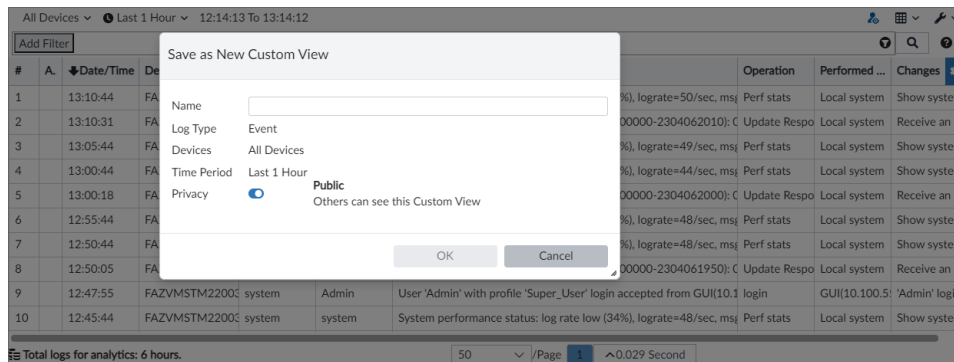 All Devices Last 1 Hour 12:14:13 To 13:14:12
Add Filter
Save as New Custom View
# A. Date/Time De Operation Performed ... Changes
Name
Log Type Event
Devices All Devices
Time Period Last 1 Hour
Privacy Public
Others can see this Custom View
OK Cancel
1 13:10:44 FAZ %), lograte=50/sec, msg Perf stats Local system Show syste
2 13:10:31 FA 00000-2304062010): C Update Respo Local system Receive an
3 13:05:44 FA %), lograte=49/sec, msg Perf stats Local system Show syste
4 13:00:44 FA %), lograte=44/sec, msg Perf stats Local system Show syste
5 13:00:18 FA 00000-2304062000): C Update Respo Local system Receive an
6 12:55:44 FA %), lograte=48/sec, msg Perf stats Local system Show syste
7 12:50:44 FA %), lograte=48/sec, msg Perf stats Local system Show syste
8 12:50:05 FA 00000-2304061950): C Update Respo Local system Receive an
9 12:47:55 FAZVMSTM22003 system Admin User 'Admin' with profile 'Super_User' login accepted from GUI(10.1 login GUI(10.100.5 'Admin' logi
10 12:45:44 FAZVMSTM22003 system system System performance status: log rate low (34%), lograte=48/sec, msg Perf stats Local system Show syste
Total logs for analytics: 6 hours. 50 /Page 1 0.029 Second